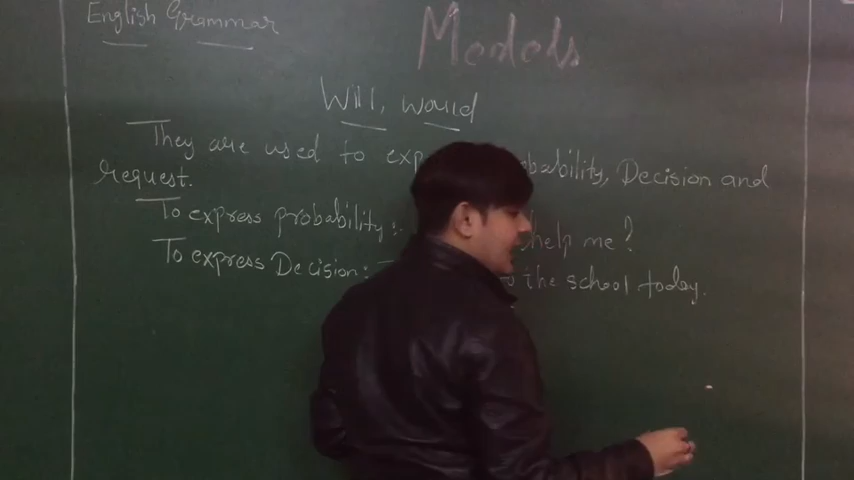 English Grammar
Models
Will, would
They are used to exp bability, Decision and
request.
To express probability:- help me?
To express Decision: to the school today.